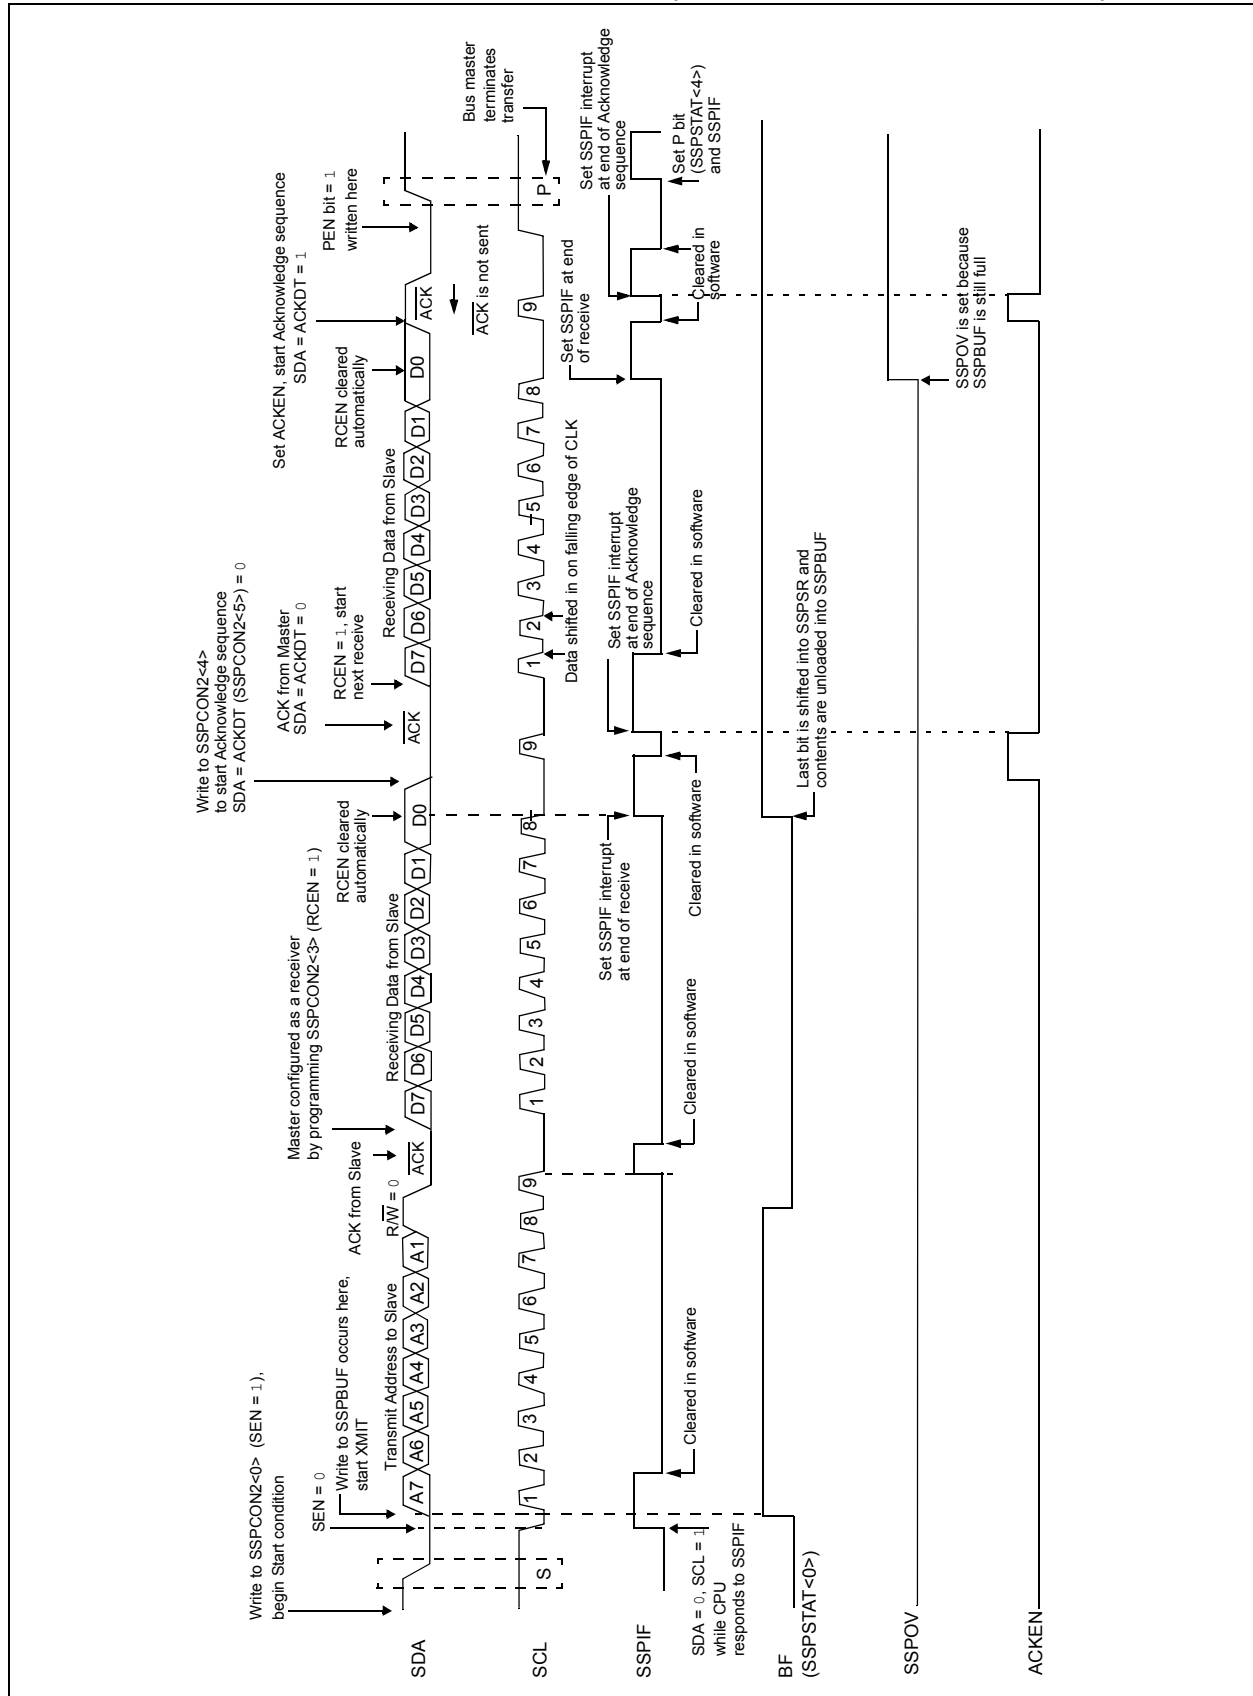 Write to SSPCON2<0> (SEN = 1),
begin Start condition
SEN = 0
Write to SSPBUF occurs here,
start XMIT
Transmit Address to Slave
ACK from Slave
R/W = 0
Master configured as a receiver
by programming SSPCON2<3> (RCEN = 1)
Receiving Data from Slave
RCEN cleared
automatically
Write to SSPCON2<4>
to start Acknowledge sequence
SDA = ACKDT (SSPCON2<5>) = 0
ACK from Master
SDA = ACKDT = 0
RCEN = 1, start
next receive
Receiving Data from Slave
RCEN cleared
automatically
Set ACKEN, start Acknowledge sequence
SDA = ACKDT = 1
PEN bit = 1
written here
SDA
A7 A6 A5 A4 A3 A2 A1 ACK D7 D6 D5 D4 D3 D2 D1 D0 ACK D7 D6 D5 D4 D3 D2 D1 D0 ACK
ACK is not sent
Bus master
terminates
transfer
SCL
S 1 2 3 4 5 6 7 8 9 1 2 3 4 5 6 7 8 9 1 2 3 4 5 6 7 8 9 P
Data shifted in on falling edge of CLK
Set SSPIF interrupt
at end of receive
Set SSPIF interrupt
at end of Acknowledge
sequence
Set SSPIF at end
of receive
Set SSPIF interrupt
at end of Acknowledge
sequence
SSPIF
SDA = 0, SCL = 1
while CPU
responds to SSPIF
Cleared in software
Cleared in software
Cleared in software
Cleared in software
Cleared in
software
Set P bit
(SSPSTAT<4>)
and SSPIF
BF
(SSPSTAT<0>)
Last bit is shifted into SSPSR and
contents are unloaded into SSPBUF
SSPOV
SSPOV is set because
SSPBUF is still full
ACKEN